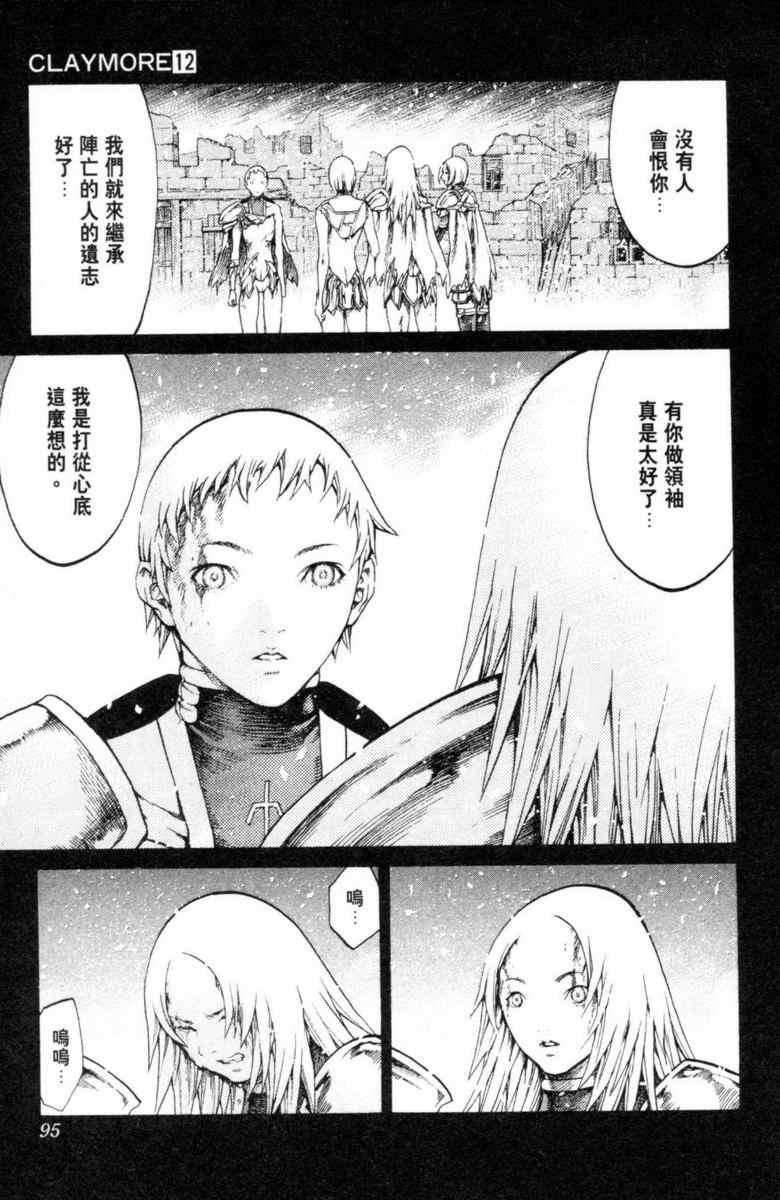 CLAYMORE 12
沒有人
會恨你…
我們就來繼承
陣亡的人的遺志
好了…
有你做領袖
真是太好了…
我是打從心底
這麼想的。
嗚…
嗚嗚…
95